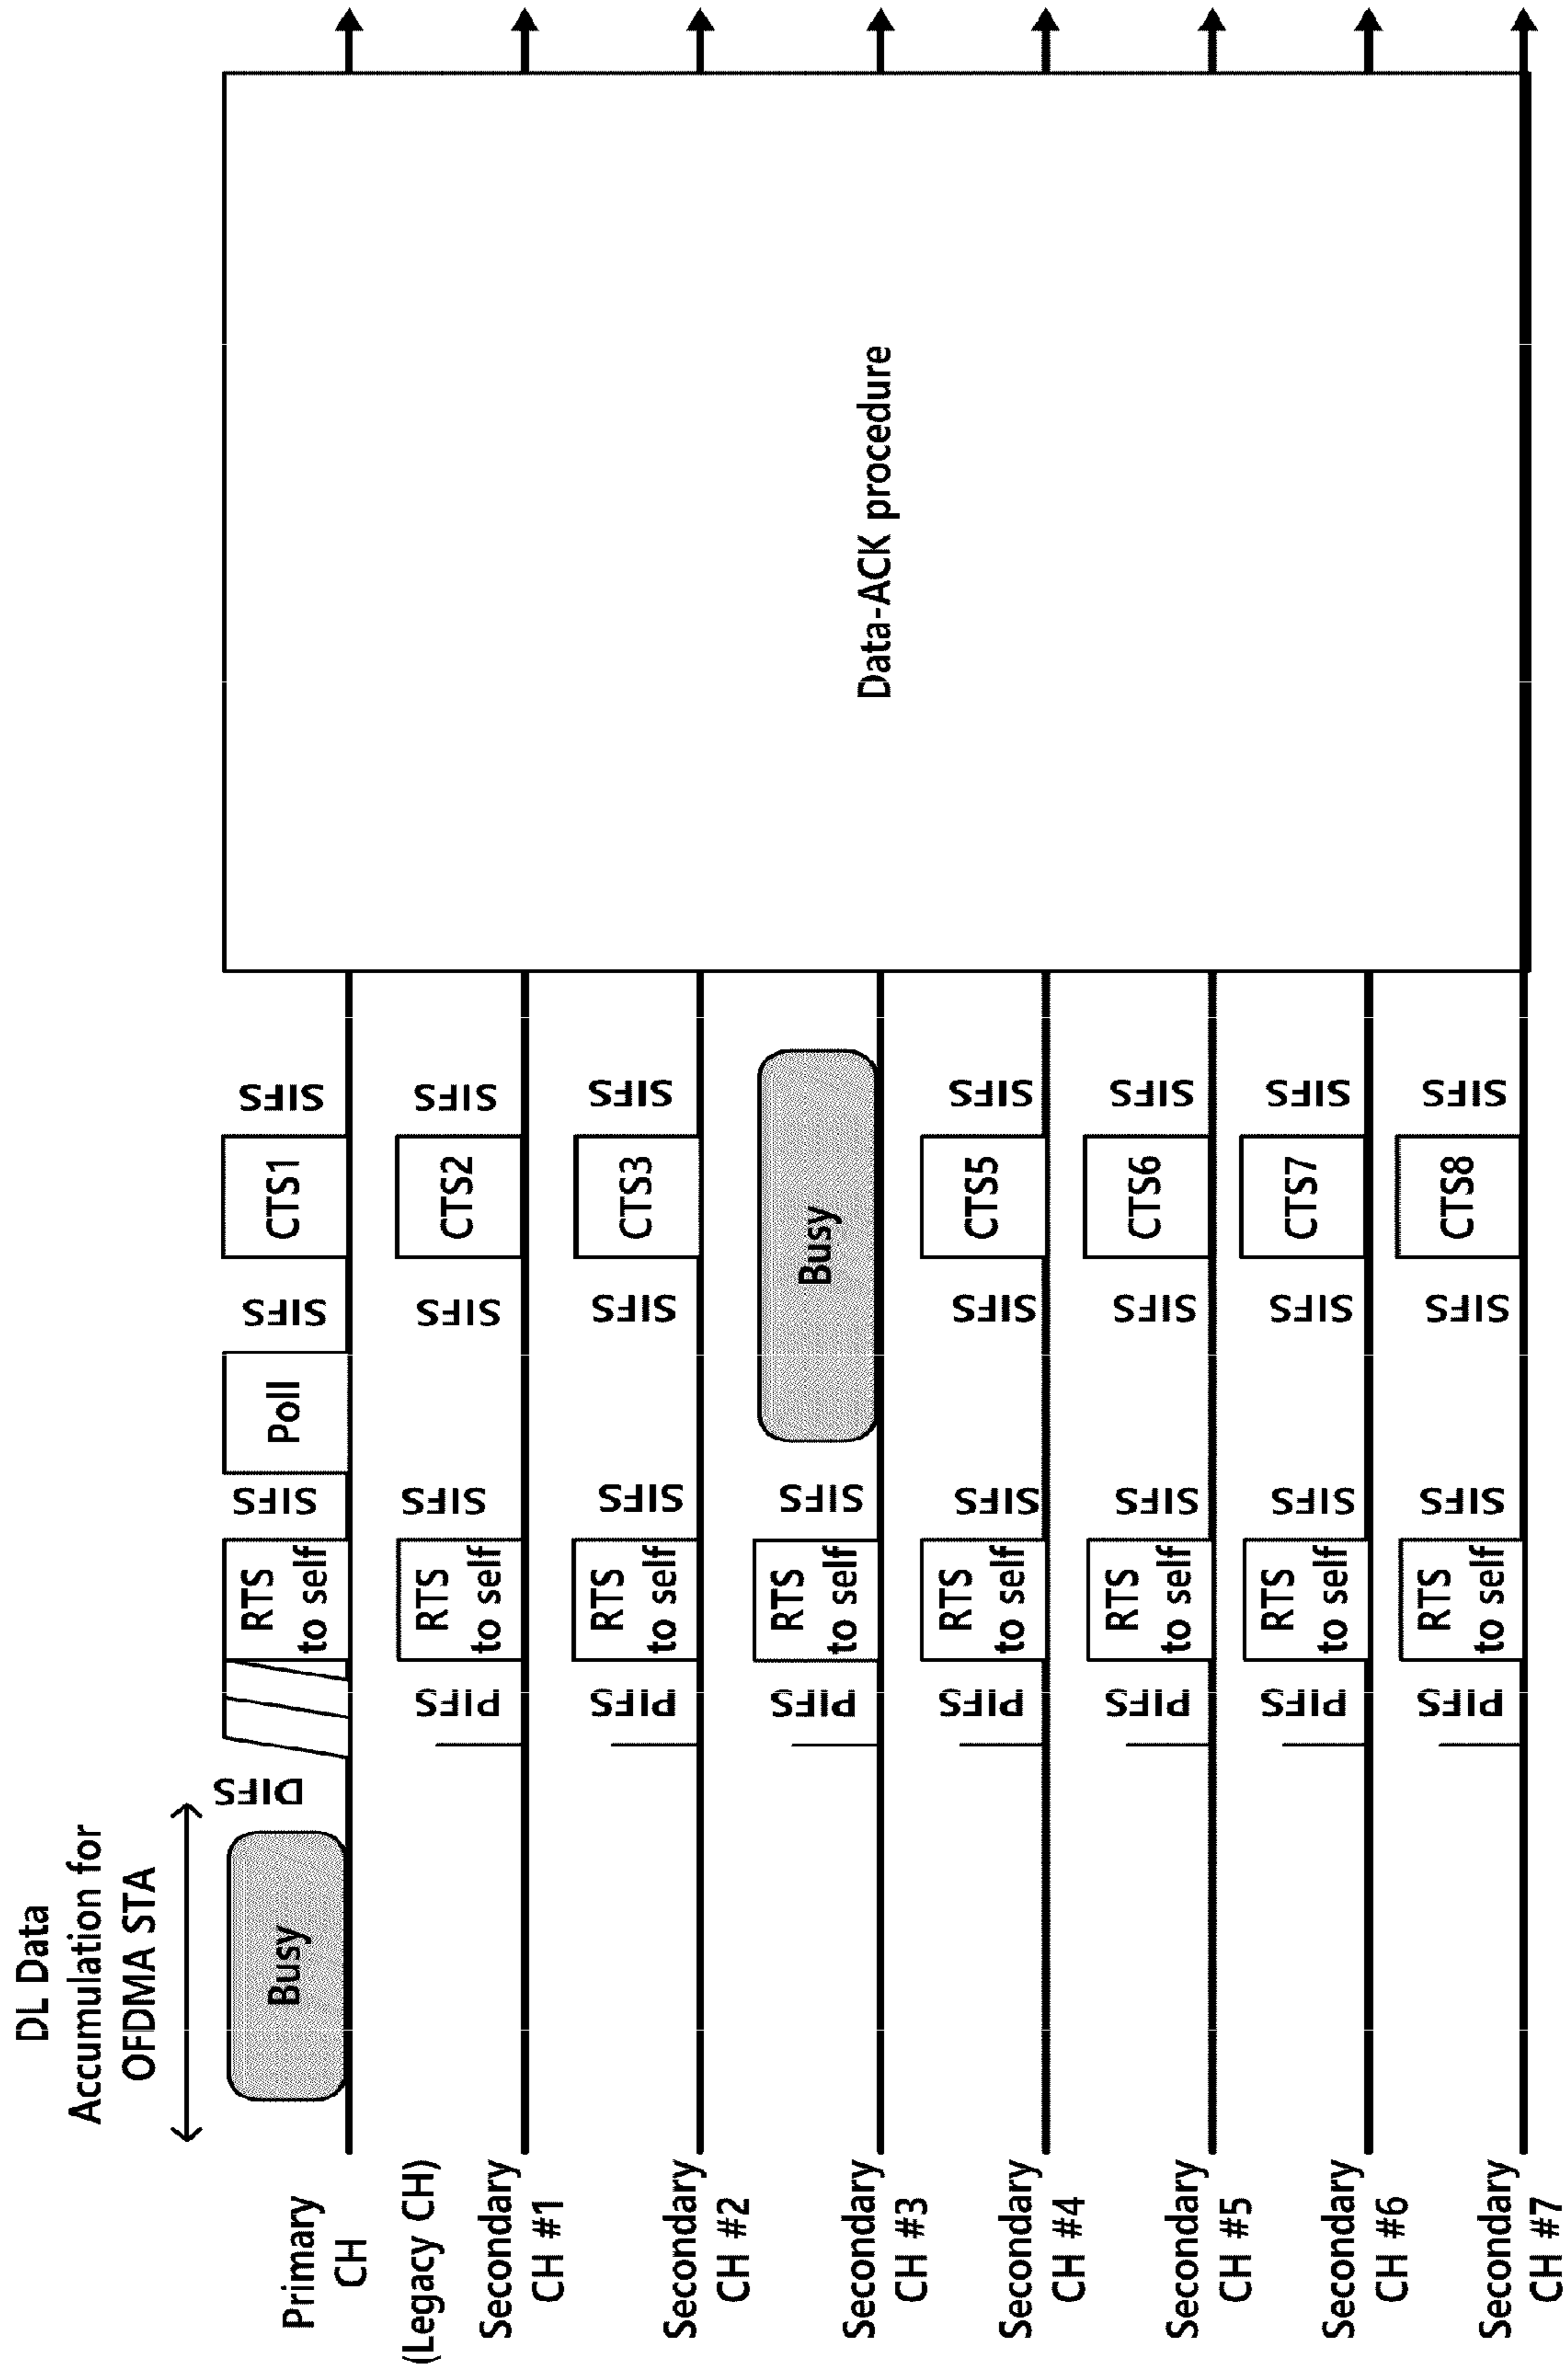 DL Data
Accumulation for
OFDMA STA
Primary
CH
Busy
DIFS
RTS
to self
SIFS
Poll
SIFS
CTS1
SIFS
(Legacy CH)
Secondary
CH #1
PIFS
RTS
to self
SIFS
SIFS
CTS2
SIFS
Secondary
CH #2
PIFS
RTS
to self
SIFS
SIFS
CTS3
SIFS
Secondary
CH #3
PIFS
RTS
to self
SIFS
Busy
Secondary
CH #4
PIFS
RTS
to self
SIFS
SIFS
CTS5
SIFS
Secondary
CH #5
PIFS
RTS
to self
SIFS
SIFS
CTS6
SIFS
Secondary
CH #6
PIFS
RTS
to self
SIFS
SIFS
CTS7
SIFS
Secondary
CH #7
PIFS
RTS
to self
SIFS
SIFS
CTS8
SIFS
Data-ACK procedure